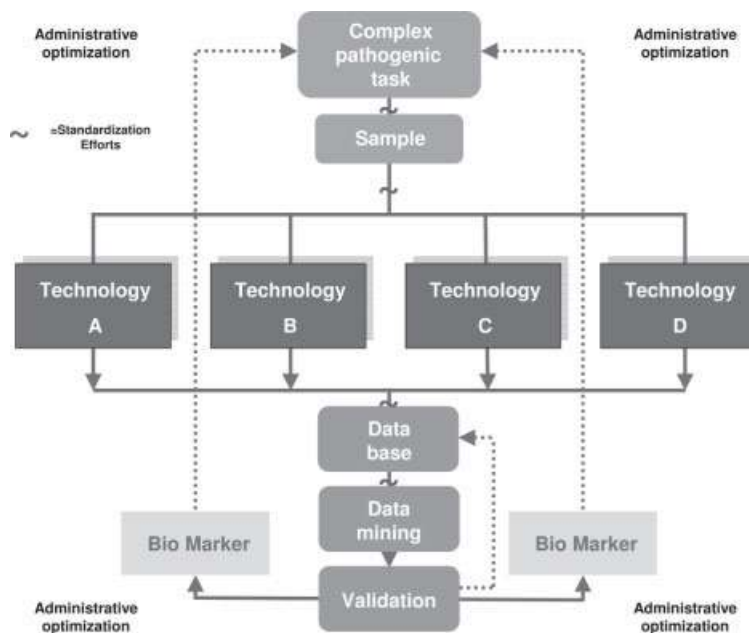 Administrative
optimization
Complex
pathogenic
task
Administrative
optimization
~ =Standardization
Efforts
~
Sample
~
Technology
A
Technology
B
Technology
C
Technology
D
~
Data
base
~
Data
mining
Bio Marker
Bio Marker
Validation
Administrative
optimization
Administrative
optimization